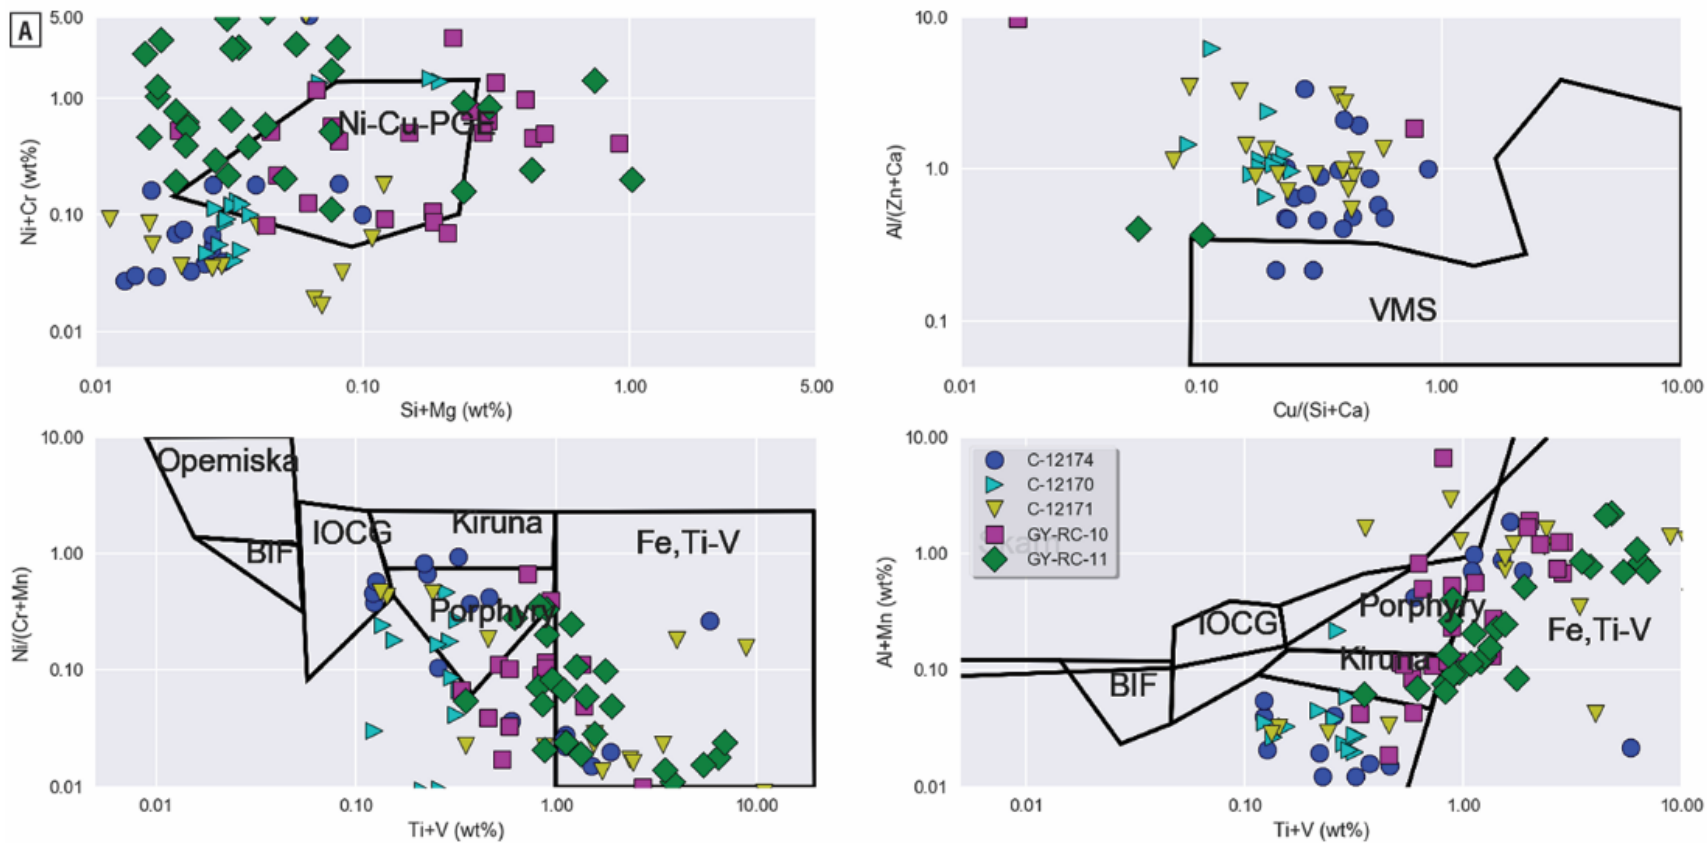 A
5.00
1.00
0.10
0.01
Ni+Cr (wt%)
Ni-Cu-PGE
0.01 0.10 1.00 5.00
Si+Mg (wt%)
10.0
1.0
0.1
Al/(Zn+Ca)
VMS
0.01 0.10 1.00 10.00
Cu/(Si+Ca)
10.00
1.00
0.10
0.01
Ni/(Cr+Mn)
Opemiska
BIF
IOCG
Kiruna
Porphyry
Fe,Ti-V
0.01 0.10 1.00 10.00
Ti+V (wt%)
10.00
1.00
0.10
0.01
Al+Mn (wt%)
C-12174
C-12170
C-12171
GY-RC-10
GY-RC-11
Skarn
IOCG
BIF
Porphyry
Kiruna
Fe,Ti-V
0.01 0.10 1.00 10.00
Ti+V (wt%)